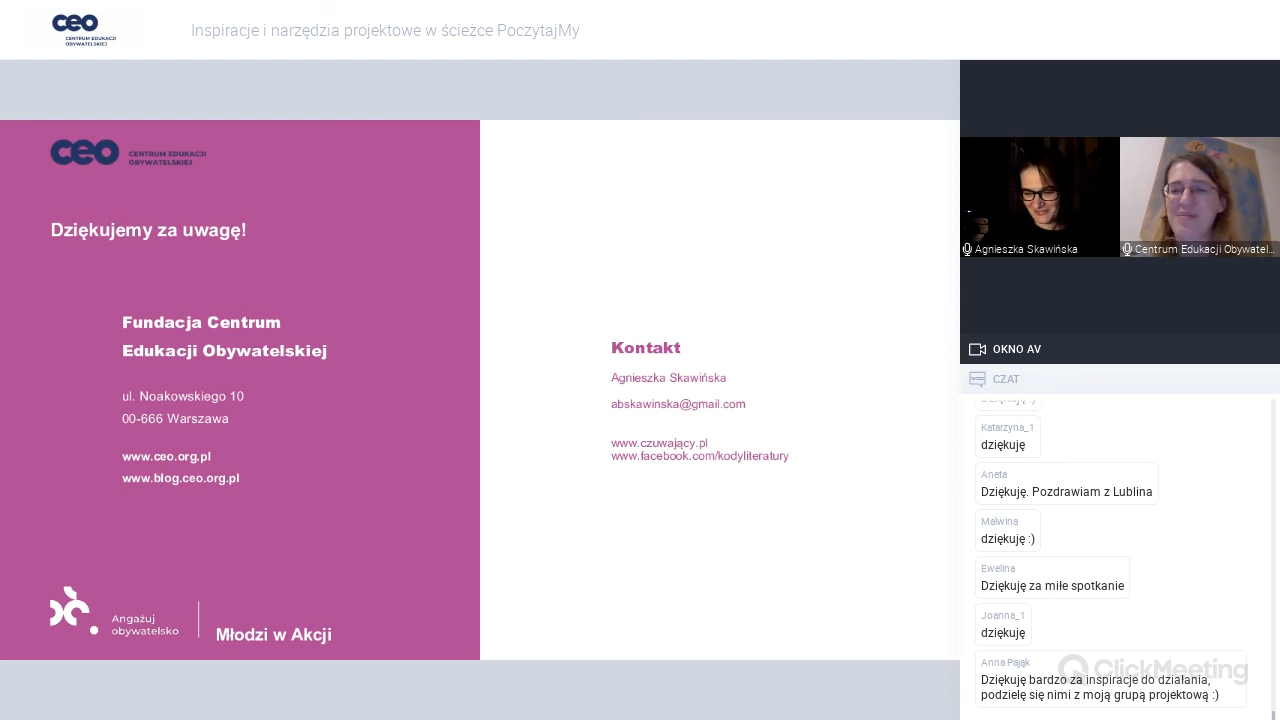 ceo
CENTRUM EDUKACJI
OBYWATELSKIEJ
Inspiracje i narzędzia projektowe w ścieżce PoczytajMy
ceo
CENTRUM EDUKACJI
OBYWATELSKIEJ
Dziękujemy za uwagę!
Fundacja Centrum
Edukacji Obywatelskiej
ul. Noakowskiego 10
00-666 Warszawa
www.ceo.org.pl
www.blog.ceo.org.pl
Angażuj
obywatelsko
Młodzi w Akcji
Kontakt
Agnieszka Skawińska
abskawinska@gmail.com
www.czuwający.pl
www.facebook.com/kodyliteratury
Agnieszka Skawińska
Centrum Edukacji Obywatel...
OKNO AV
CZAT
Dziękuję :)
Katarzyna_1
dziękuję
Aneta
Dziękuję. Pozdrawiam z Lublina
Malwina
dziękuję :)
Ewelina
Dziękuję za miłe spotkanie
Joanna_1
dziękuję
Anna Pająk
Dziękuję bardzo za inspiracje do działania,
podzielę się nimi z moją grupą projektową :)
ClickMeeting